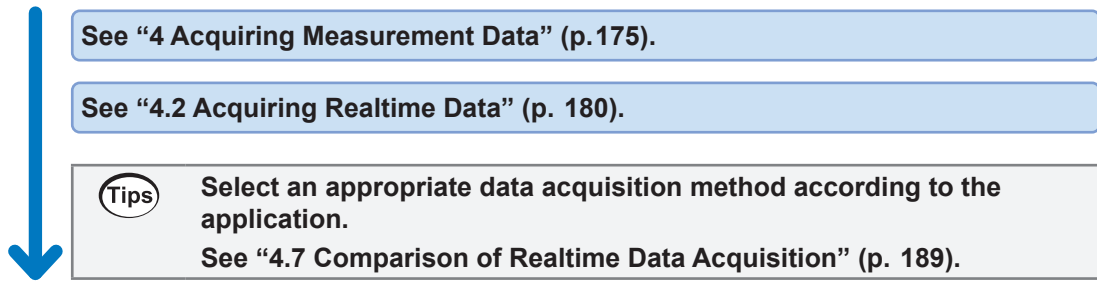 See “4 Acquiring Measurement Data” (p.175).
See “4.2 Acquiring Realtime Data” (p. 180).
Tips
Select an appropriate data acquisition method according to the
application.
See “4.7 Comparison of Realtime Data Acquisition” (p. 189).